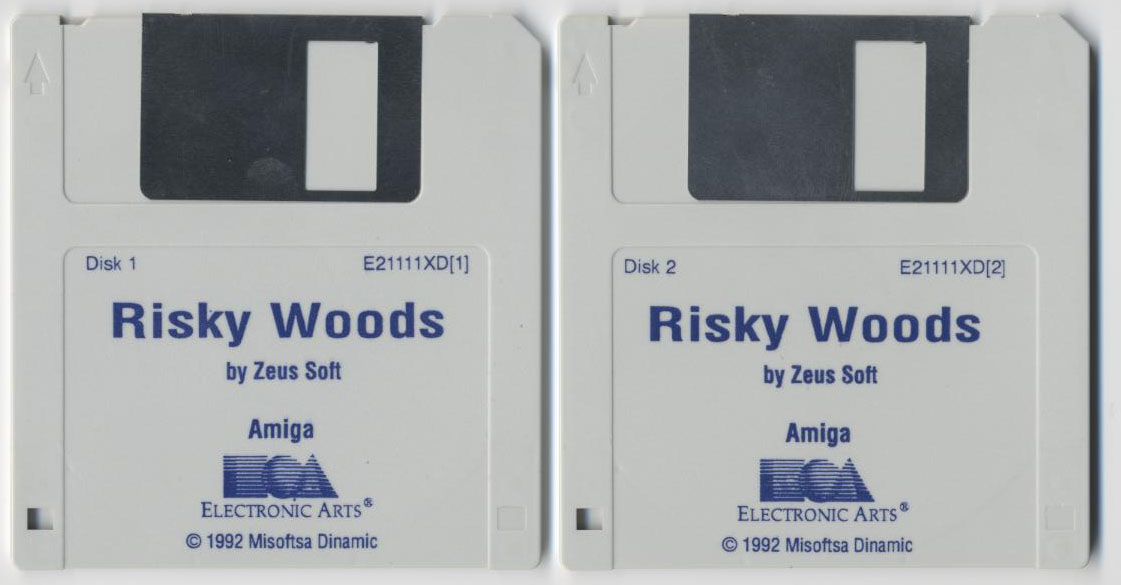 Disk 1 E21111XD[1]
Risky Woods
by Zeus Soft
Amiga
ELECTRONIC ARTS®
© 1992 Misoftsa Dinamic
Disk 2 E21111XD[2]
Risky Woods
by Zeus Soft
Amiga
ELECTRONIC ARTS®
© 1992 Misoftsa Dinamic